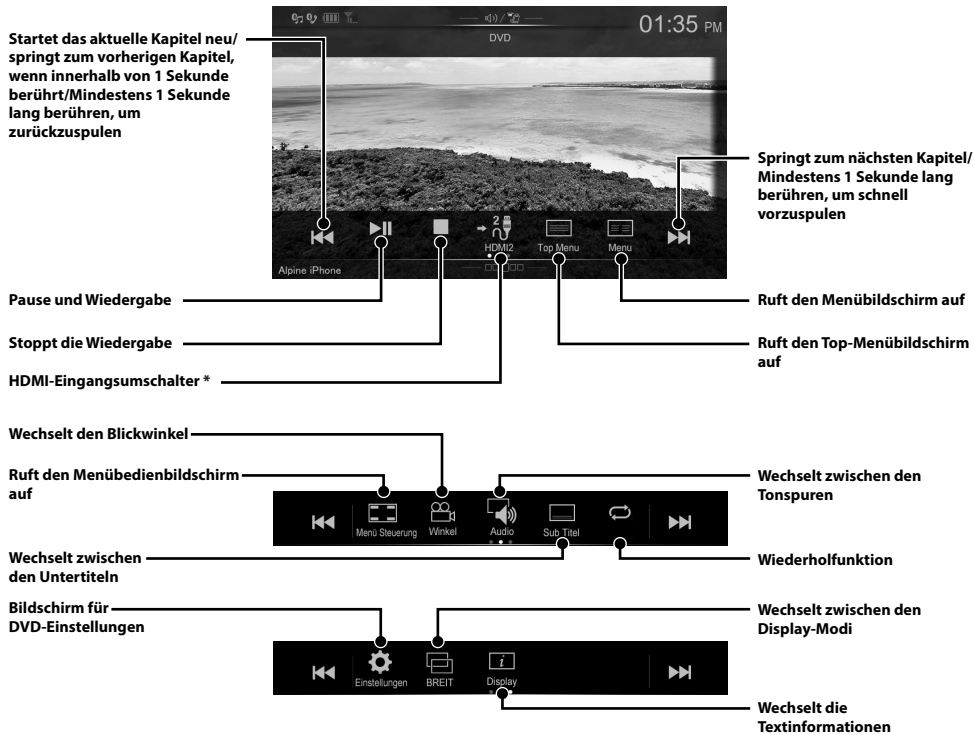 Startet das aktuelle Kapitel neu/
springt zum vorherigen Kapitel,
wenn innerhalb von 1 Sekunde
berührt/Mindestens 1 Sekunde
lang berühren, um
zurückzuspulen
01:35 PM
DVD
2
HDMI2
Top Menu
Menu
Alpine iPhone
Springt zum nächsten Kapitel/
Mindestens 1 Sekunde lang
berühren, um schnell
vorzuspulen
Pause und Wiedergabe
Stoppt die Wiedergabe
HDMI-Eingangsumschalter *
Ruft den Menübildschirm auf
Ruft den Top-Menübildschirm
auf
Wechselt den Blickwinkel
Ruft den Menübedienbildschirm
auf
Wechselt zwischen
den Untertiteln
Menü Steuerung
Winkel
Audio
Sub Titel
Wechselt zwischen den
Tonspuren
Wiederholfunktion
Bildschirm für
DVD-Einstellungen
Einstellungen
BREIT
i
Display
Wechselt zwischen den
Display-Modi
Wechselt die
Textinformationen